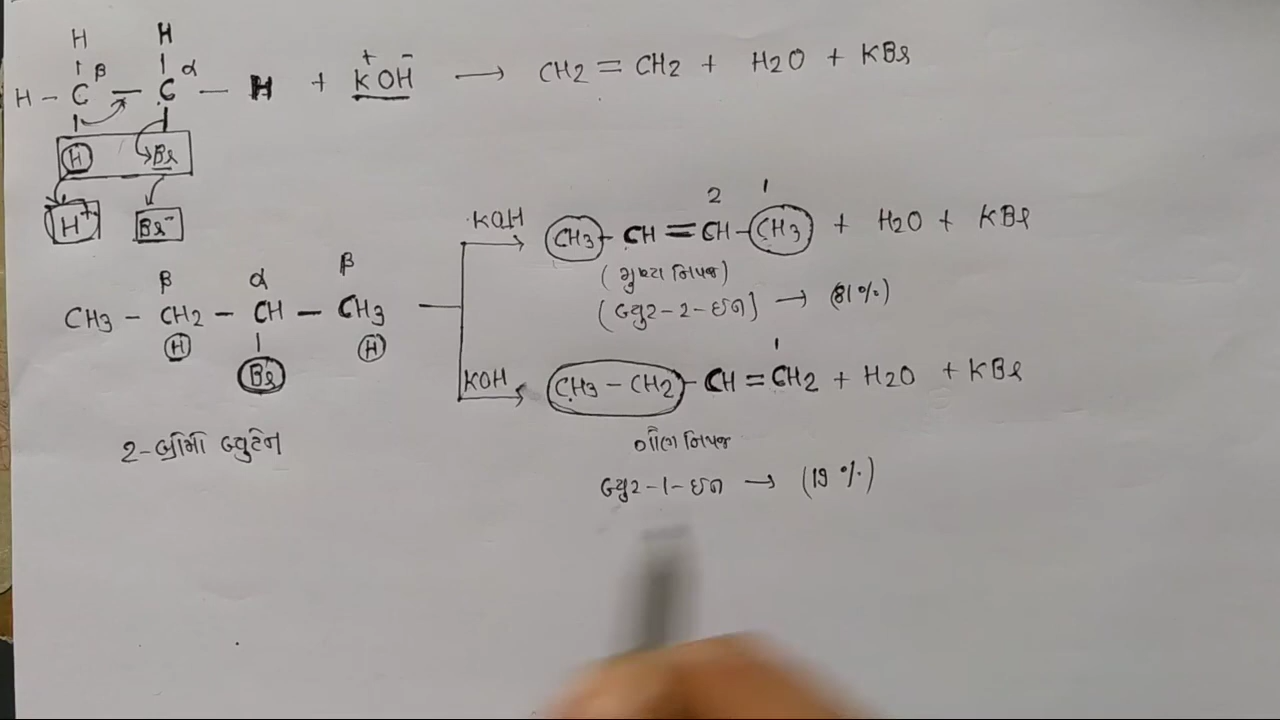 H H
β α
H – C – C – H + K⁺OH⁻ → CH2 = CH2 + H2O + KBr
H Br
H⁺ Br⁻
2 1
KOH CH3 – CH = CH – CH3 + H2O + KBr
(મુખ્ય નિપજ)
(બ્યુટ-2-ઇન) → (81%)
β α β
CH3 – CH2 – CH – CH3
H Br H
1
KOH CH3 – CH2 – CH = CH2 + H2O + KBr
ગૌણ નિપજ
2-બ્રોમો બ્યુટેન
બ્યુટ-1-ઇન → (19%)